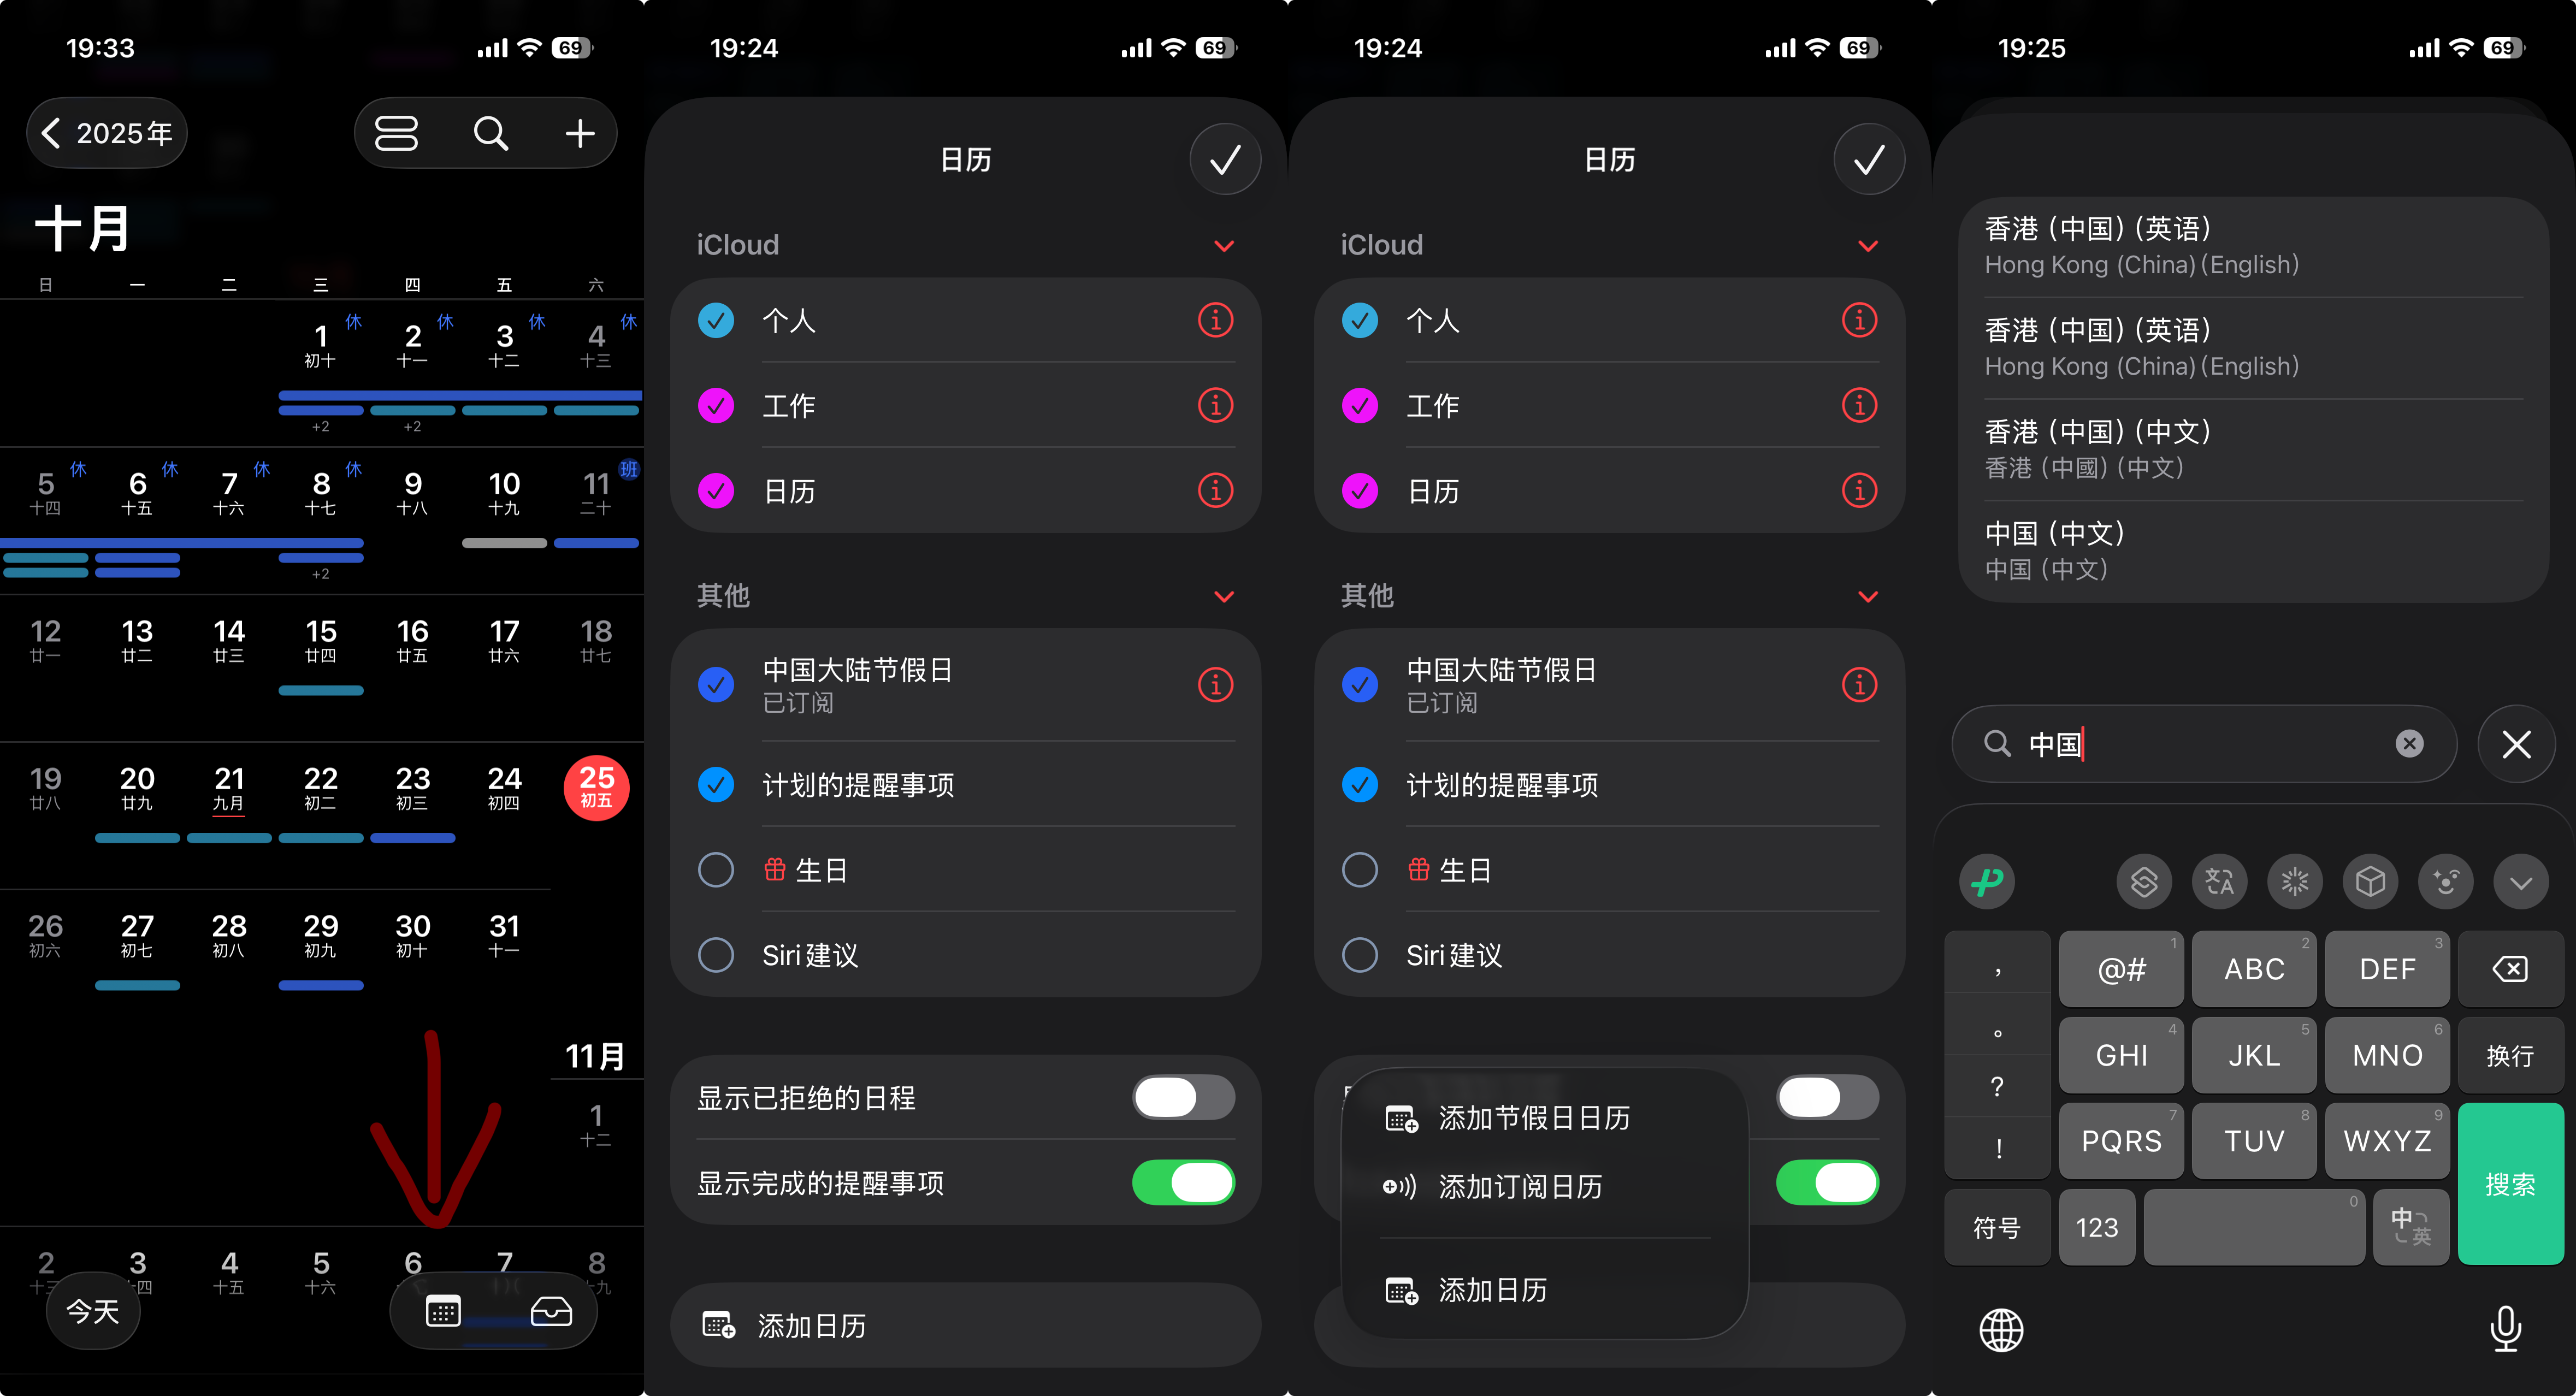 19:33
69
2025年
十月
日 一 二 三 四 五 六
休 休 休 休
1 2 3 4
初十 十一 十二 十三
+2 +2
休 休 休 休 班
5 6 7 8 9 10 11
十四 十五 十六 十七 十八 十九 二十
+2
12 13 14 15 16 17 18
廿一 廿二 廿三 廿四 廿五 廿六 廿七
19 20 21 22 23 24 25
廿八 廿九 九月 初二 初三 初四 初五
26 27 28 29 30 31
初六 初七 初八 初九 初十 十一
11月
1
十二
2 3 4 5 6 7 8
十五 十六
今天
19:24
69
日历
iCloud
个人
工作
日历
其他
中国大陆节假日
已订阅
计划的提醒事项
生日
Siri建议
显示已拒绝的日程
显示完成的提醒事项
添加日历
19:24
69
日历
iCloud
个人
工作
日历
其他
中国大陆节假日
已订阅
计划的提醒事项
生日
Siri建议
添加节假日日历
添加订阅日历
添加日历
19:25
69
香港（中国）（英语）
Hong Kong (China) (English)
香港（中国）（英语）
Hong Kong (China) (English)
香港（中国）（中文）
香港（中國）（中文）
中国（中文）
中国（中文）
中国
， @# 1 ABC 2 DEF 3
。 GHI 4 JKL 5 MNO 6 换行
？ PQRS 7 TUV 8 WXYZ 9
！ 搜索
符号 123 0 中 英